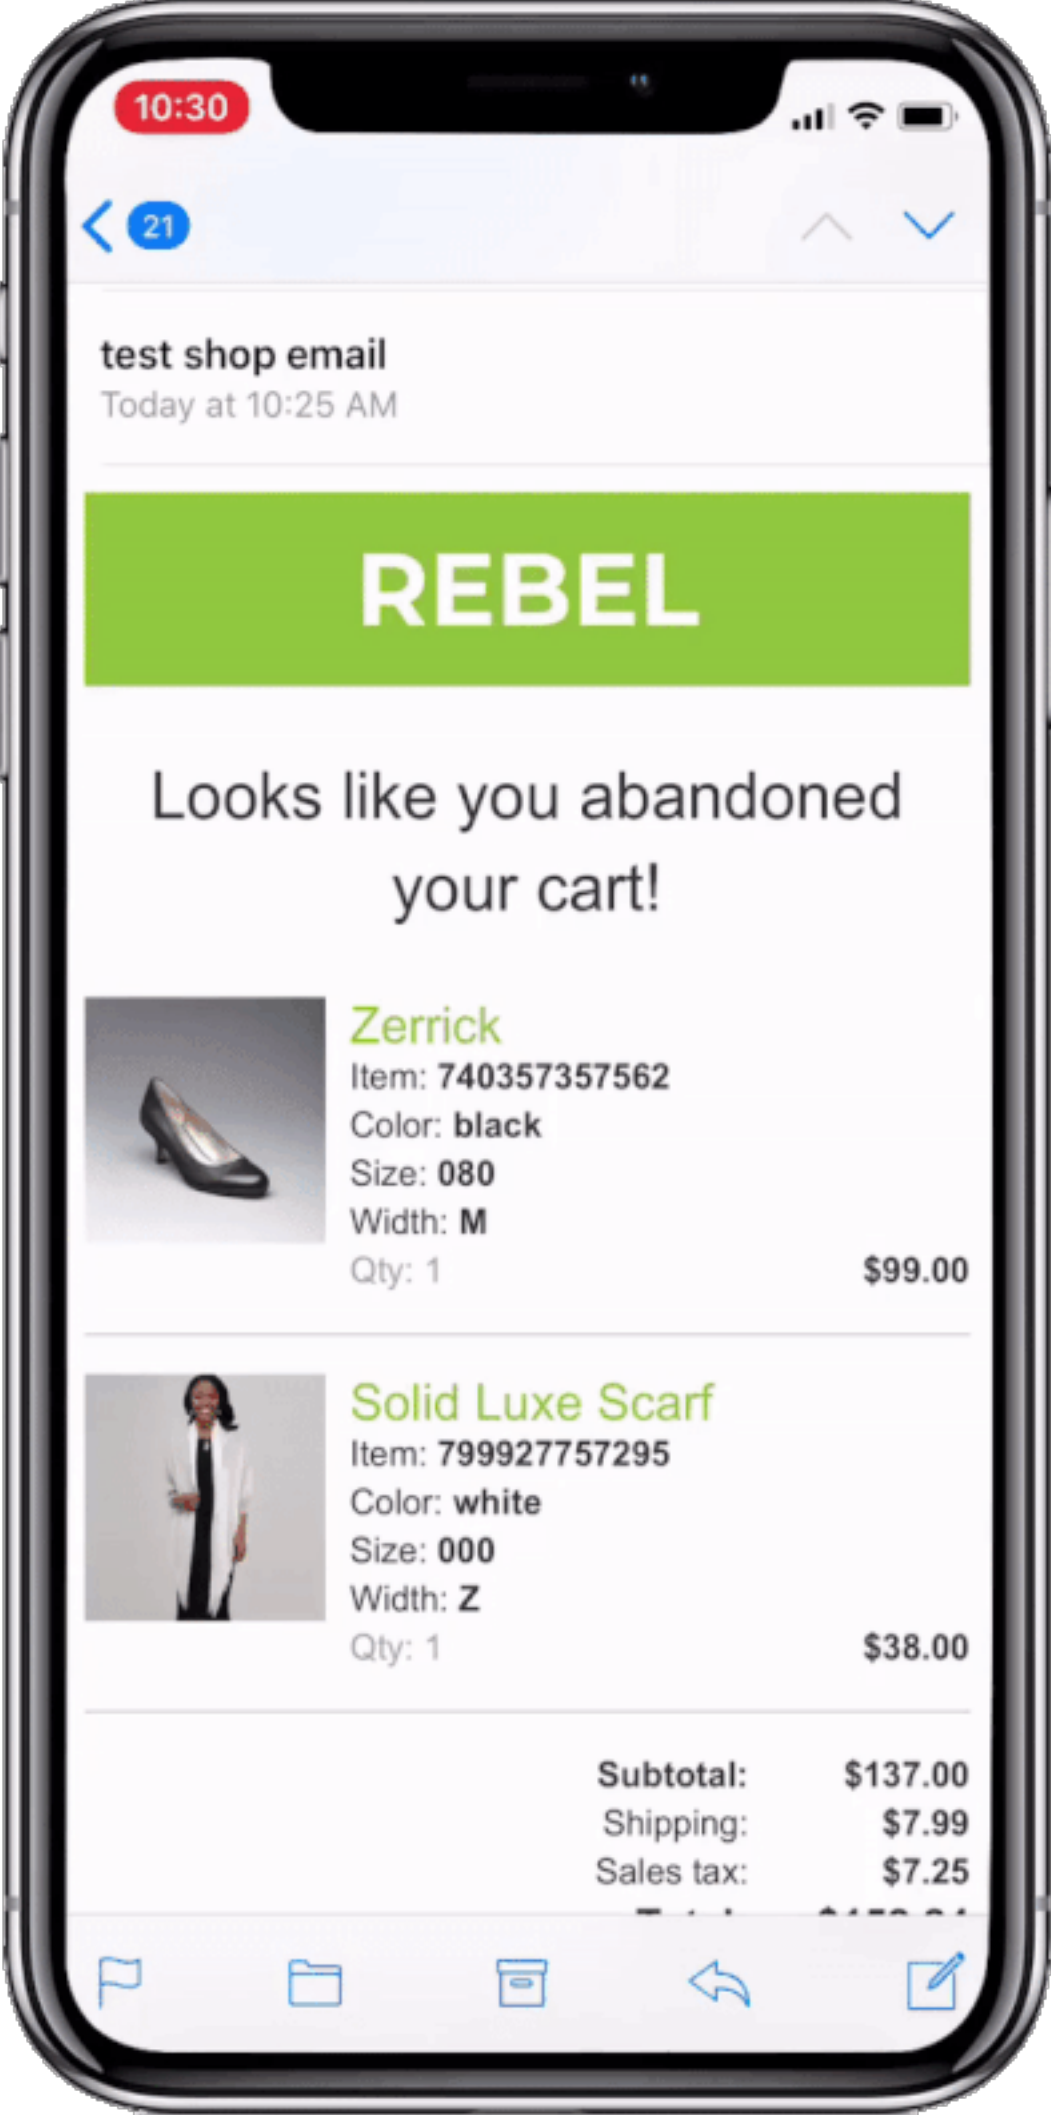 10:30
21
test shop email
Today at 10:25 AM
REBEL
Looks like you abandoned
your cart!
Zerrick
Item: 740357357562
Color: black
Size: 080
Width: M
Qty: 1
$99.00
Solid Luxe Scarf
Item: 799927757295
Color: white
Size: 000
Width: Z
Qty: 1
$38.00
Subtotal: $137.00
Shipping: $7.99
Sales tax: $7.25